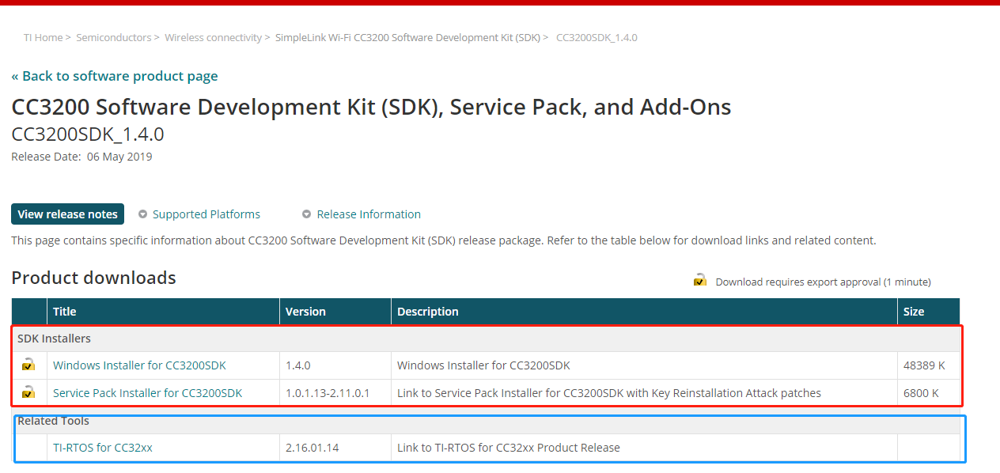 TI Home > Semiconductors > Wireless connectivity > SimpleLink Wi-Fi CC3200 Software Development Kit (SDK) > CC3200SDK_1.4.0
« Back to software product page
CC3200 Software Development Kit (SDK), Service Pack, and Add-Ons
CC3200SDK_1.4.0
Release Date: 06 May 2019
View release notes Supported Platforms Release Information
This page contains specific information about CC3200 Software Development Kit (SDK) release package. Refer to the table below for download links and related content.
Product downloads Download requires export approval (1 minute)
Title Version Description Size
SDK Installers
Windows Installer for CC3200SDK 1.4.0 Windows Installer for CC3200SDK 48389 K
Service Pack Installer for CC3200SDK 1.0.1.13-2.11.0.1 Link to Service Pack Installer for CC3200SDK with Key Reinstallation Attack patches 6800 K
Related Tools
TI-RTOS for CC32xx 2.16.01.14 Link to TI-RTOS for CC32xx Product Release